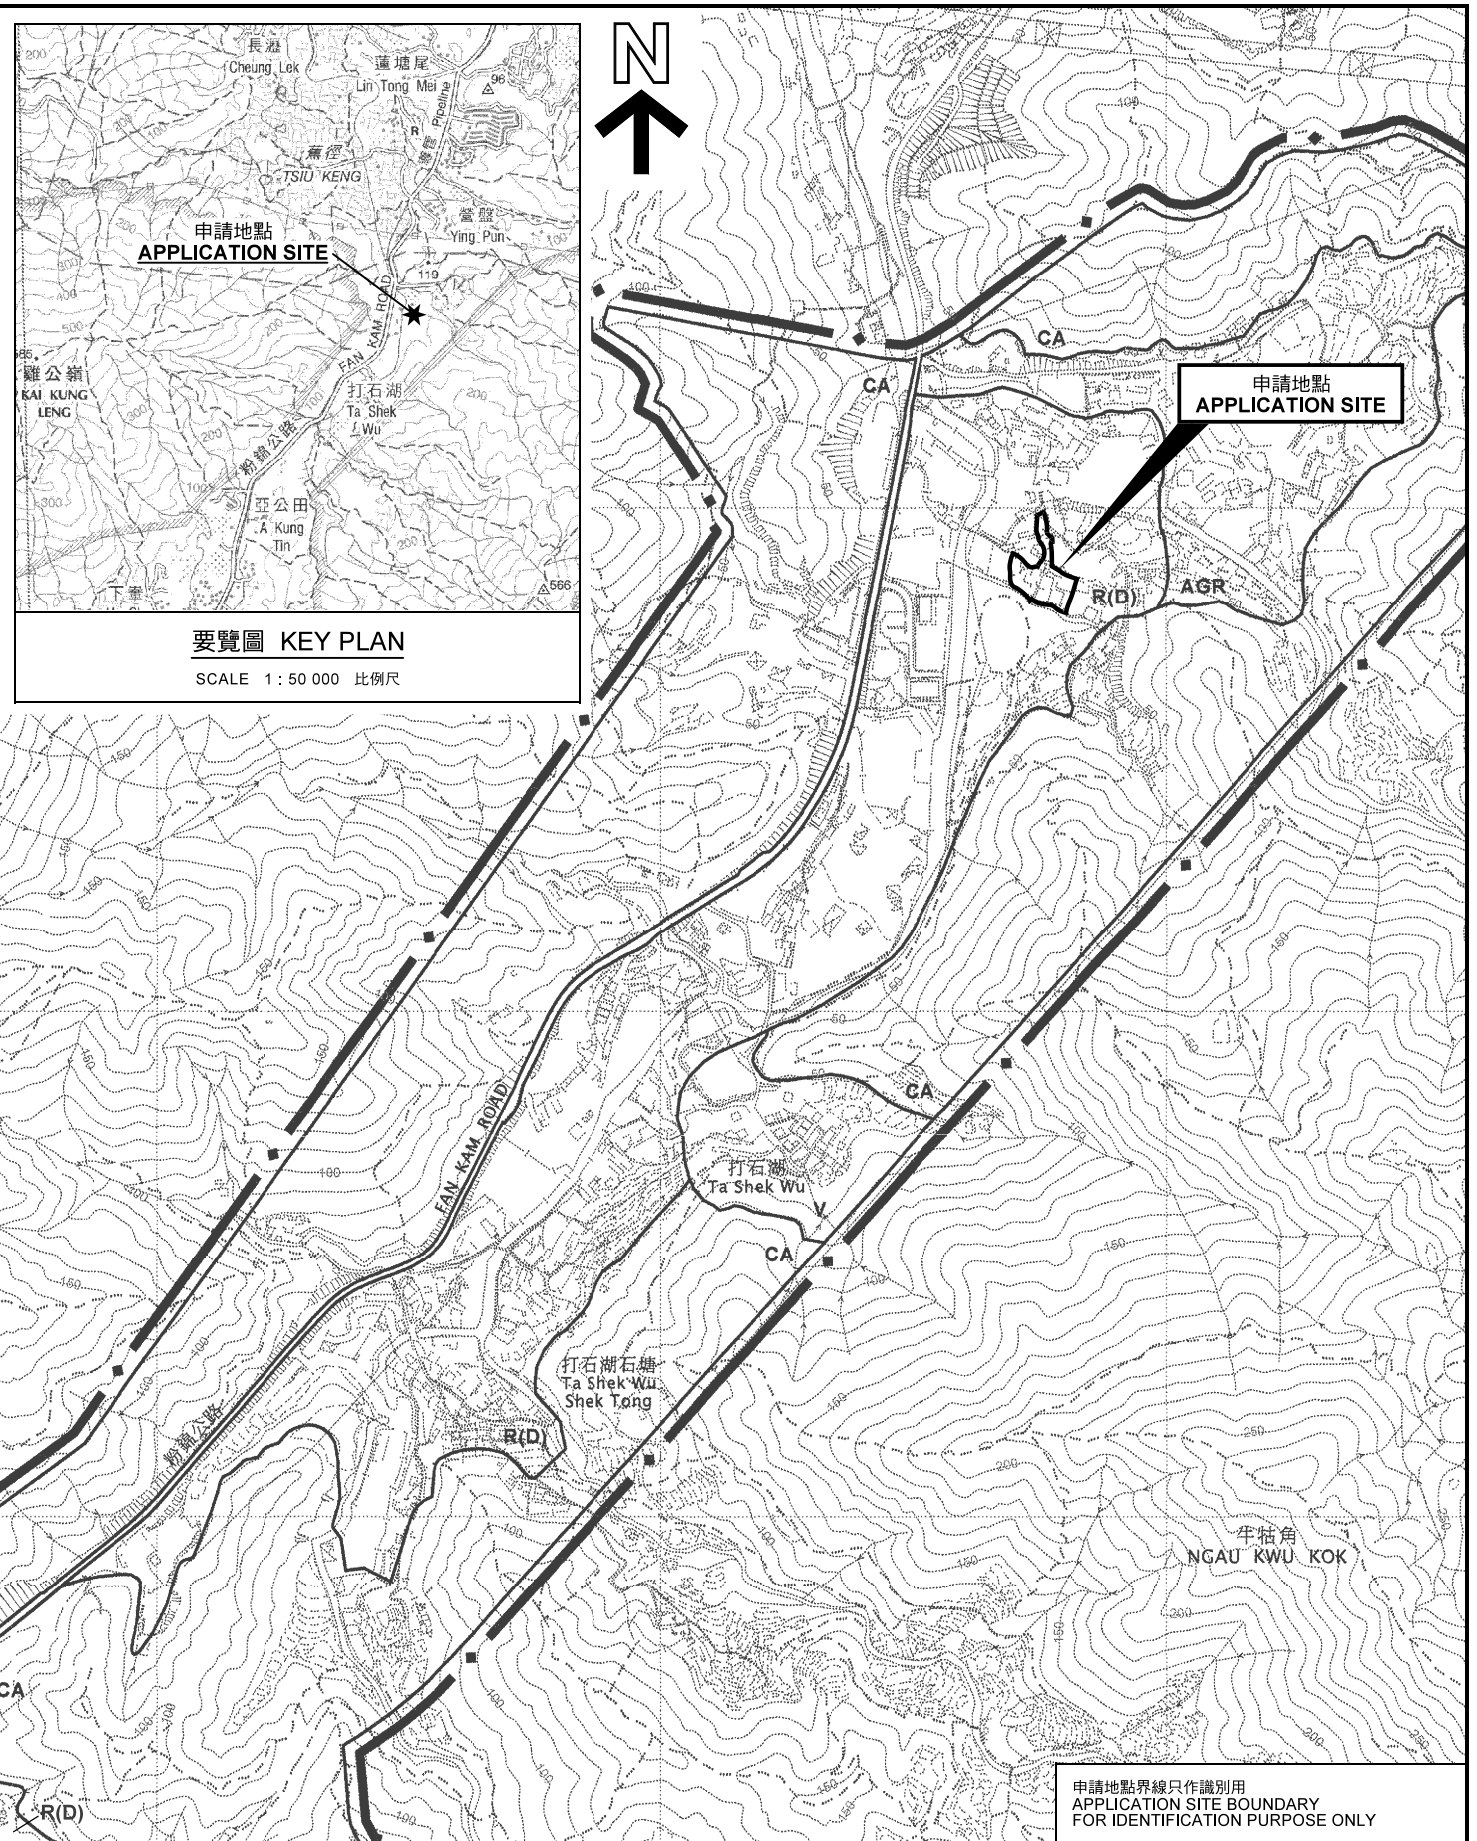 長瀝
Cheung Lek
蓮塘尾
Lin Tong Mei
96
R
Pipeline
蕉徑
TSIU KENG
營盤
Ying Pun
119
申請地點
APPLICATION SITE
FAN KAM ROAD
雞公嶺
KAI KUNG
LENG
打石湖
Ta Shek
Wu
粉錦公路
亞公田
A Kung
Tin
566
要覽圖 KEY PLAN
SCALE 1 : 50 000 比例尺
N
CA
CA
申請地點
APPLICATION SITE
R(D)
AGR
CA
FAN KAM ROAD
打石湖
Ta Shek Wu
V
CA
打石湖石塘
Ta Shek Wu
Shek Tong
R(D)
粉錦公路
牛牯角
NGAU KWU KOK
CA
R(D)
申請地點界線只作識別用
APPLICATION SITE BOUNDARY
FOR IDENTIFICATION PURPOSE ONLY